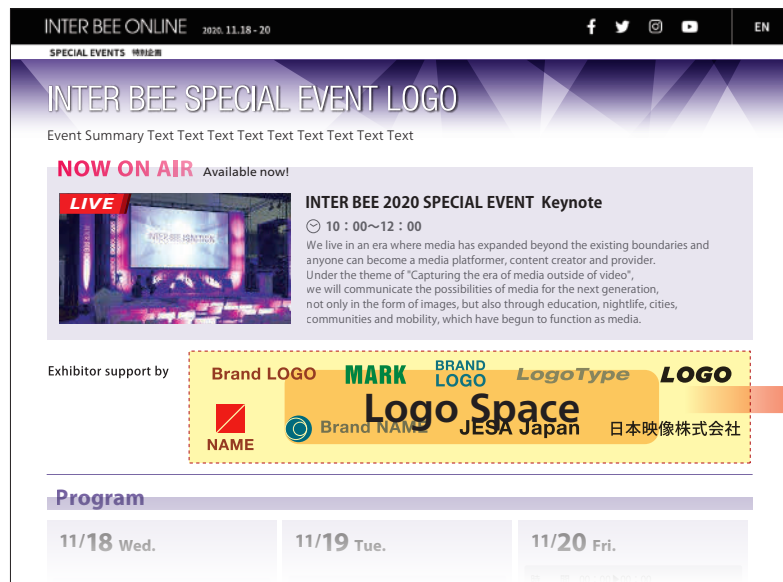 INTER BEE ONLINE 2020. 11.18 - 20
EN
SPECIAL EVENTS 特別企画
INTER BEE SPECIAL EVENT LOGO
Event Summary Text Text Text Text Text Text Text Text Text
NOW ON AIR Available now!
LIVE
INTER BEE IGNITION
INTER BEE 2020 SPECIAL EVENT Keynote
10：00〜12：00
We live in an era where media has expanded beyond the existing boundaries and
anyone can become a media platformer, content creator and provider.
Under the theme of "Capturing the era of media outside of video",
we will communicate the possibilities of media for the next generation,
not only in the form of images, but also through education, nightlife, cities,
communities and mobility, which have begun to function as media.
Exhibitor support by
Brand LOGO
MARK
BRAND
LOGO
LogoType
LOGO
Logo Space
NAME
Brand NAME
JESA Japan
日本映像株式会社
Program
11/18 Wed.
11/19 Tue.
11/20 Fri.